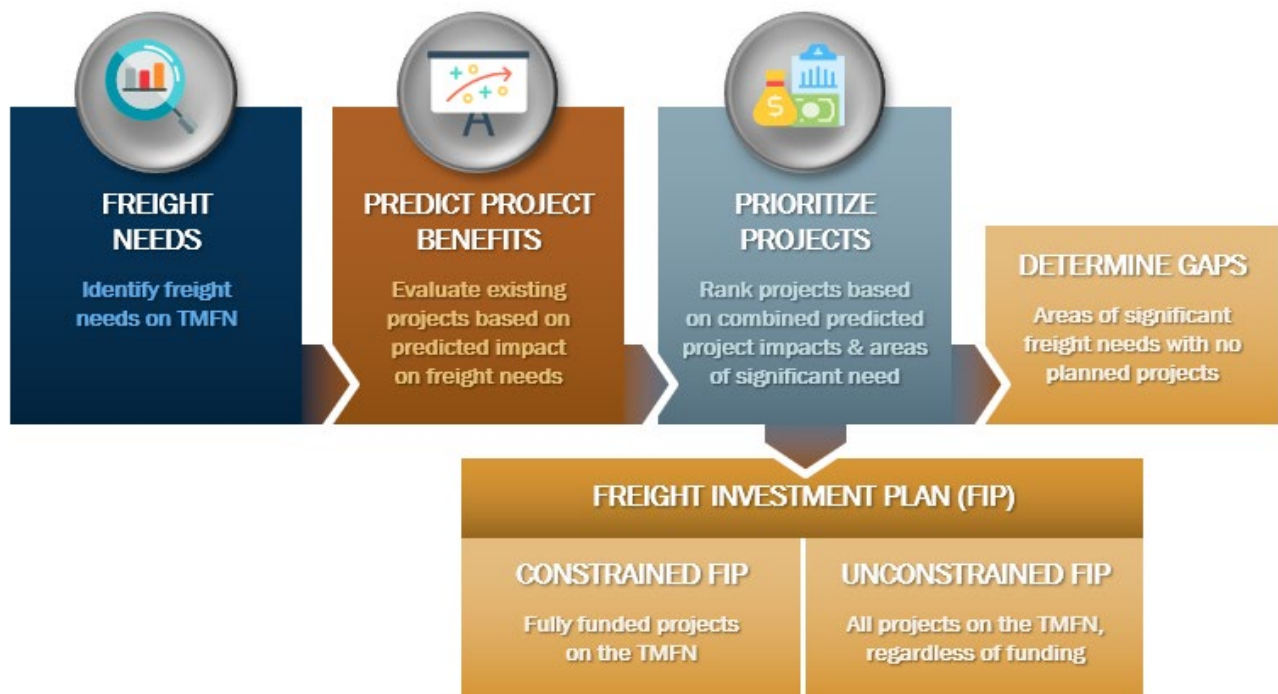 FREIGHT
NEEDS
Identify freight
needs on TMFN
PREDICT PROJECT
BENEFITS
Evaluate existing
projects based on
predicted impact
on freight needs
PRIORITIZE
PROJECTS
Rank projects based
on combined predicted
project impacts & areas
of significant need
DETERMINE GAPS
Areas of significant
freight needs with no
planned projects
FREIGHT INVESTMENT PLAN (FIP)
CONSTRAINED FIP
Fully funded projects
on the TMFN
UNCONSTRAINED FIP
All projects on the TMFN,
regardless of funding